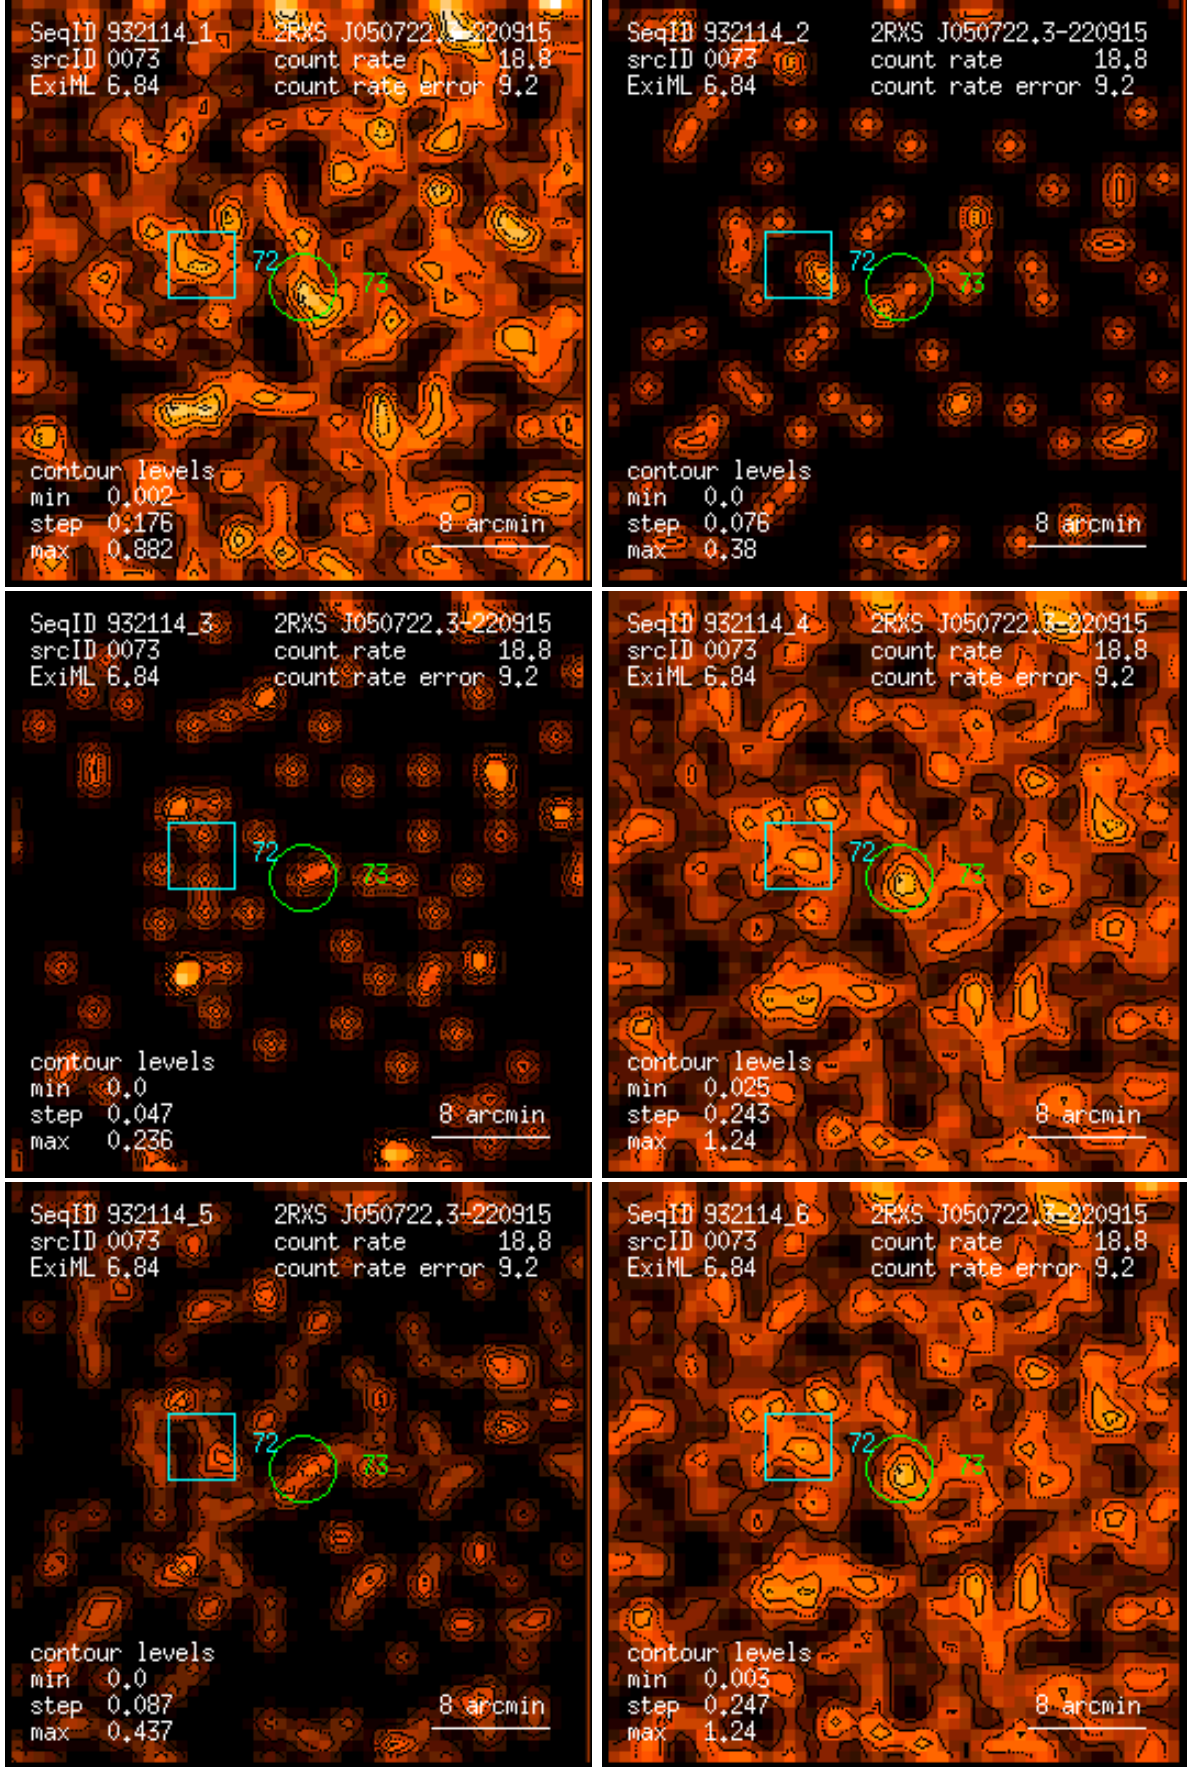 SeqID 932114_1 2RXS J050722.3-220915
srcID 0073 count rate 18.8
ExiML 6.84 count rate error 9.2
72
73
contour levels
min 0.002
step 0.176 8 arcmin
max 0.882
SeqID 932114_2 2RXS J050722.3-220915
srcID 0073 count rate 18.8
ExiML 6.84 count rate error 9.2
72
73
contour levels
min 0.0
step 0.076 8 arcmin
max 0.38
SeqID 932114_3 2RXS J050722.3-220915
srcID 0073 count rate 18.8
ExiML 6.84 count rate error 9.2
72
73
contour levels
min 0.0
step 0.047 8 arcmin
max 0.236
SeqID 932114_4 2RXS J050722.3-220915
srcID 0073 count rate 18.8
ExiML 6.84 count rate error 9.2
72
73
contour levels
min 0.025
step 0.243 8 arcmin
max 1.24
SeqID 932114_5 2RXS J050722.3-220915
srcID 0073 count rate 18.8
ExiML 6.84 count rate error 9.2
72
73
contour levels
min 0.0
step 0.087 8 arcmin
max 0.437
SeqID 932114_6 2RXS J050722.3-220915
srcID 0073 count rate 18.8
ExiML 6.84 count rate error 9.2
72
73
contour levels
min 0.003
step 0.247 8 arcmin
max 1.24